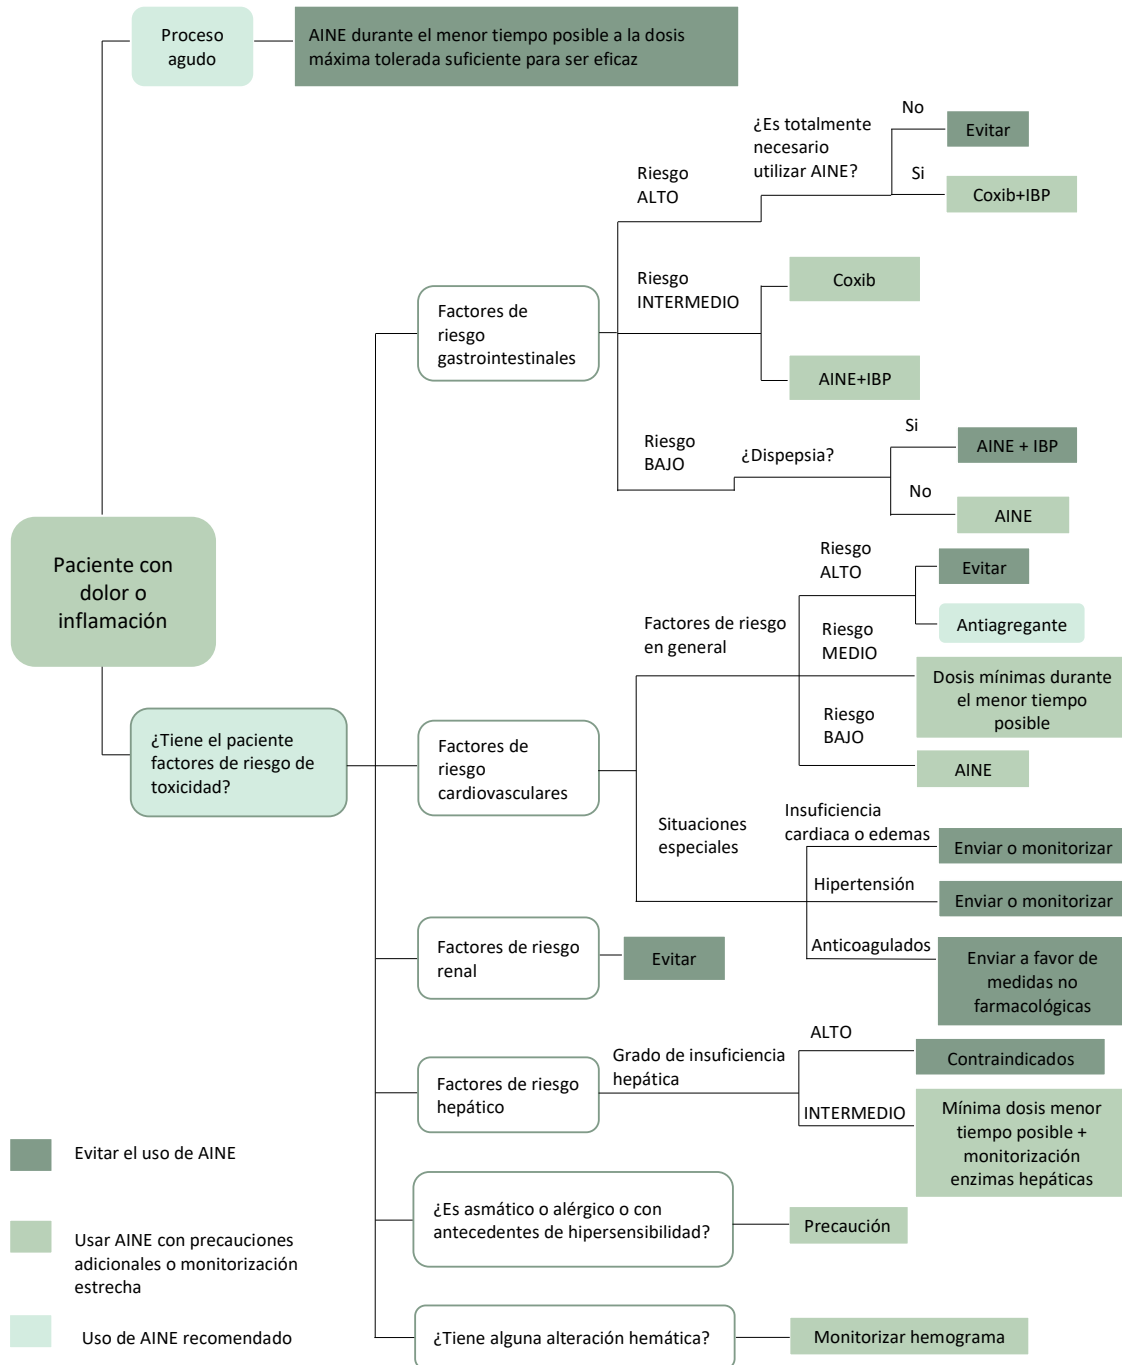 Proceso
agudo
AINE durante el menor tiempo posible a la dosis
máxima tolerada suficiente para ser eficaz
¿Es totalmente
necesario
utilizar AINE?
No
Evitar
Si
Coxib+IBP
Riesgo
ALTO
Riesgo
INTERMEDIO
Coxib
AINE+IBP
Factores de
riesgo
gastrointestinales
Riesgo
BAJO
¿Dispepsia?
Si
AINE + IBP
No
AINE
Paciente con
dolor o
inflamación
Riesgo
ALTO
Evitar
Antiagregante
Factores de riesgo
en general
Riesgo
MEDIO
Dosis mínimas durante
el menor tiempo
posible
Riesgo
BAJO
AINE
¿Tiene el paciente
factores de riesgo de
toxicidad?
Factores de
riesgo
cardiovasculares
Situaciones
especiales
Insuficiencia
cardiaca o edemas
Enviar o monitorizar
Hipertensión
Enviar o monitorizar
Anticoagulados
Enviar a favor de
medidas no
farmacológicas
Factores de riesgo
renal
Evitar
Factores de riesgo
hepático
Grado de insuficiencia
hepática
ALTO
Contraindicados
INTERMEDIO
Mínima dosis menor
tiempo posible +
monitorización
enzimas hepáticas
¿Es asmático o alérgico o con
antecedentes de hipersensibilidad?
Precaución
¿Tiene alguna alteración hemática?
Monitorizar hemograma
Evitar el uso de AINE
Usar AINE con precauciones
adicionales o monitorización
estrecha
Uso de AINE recomendado